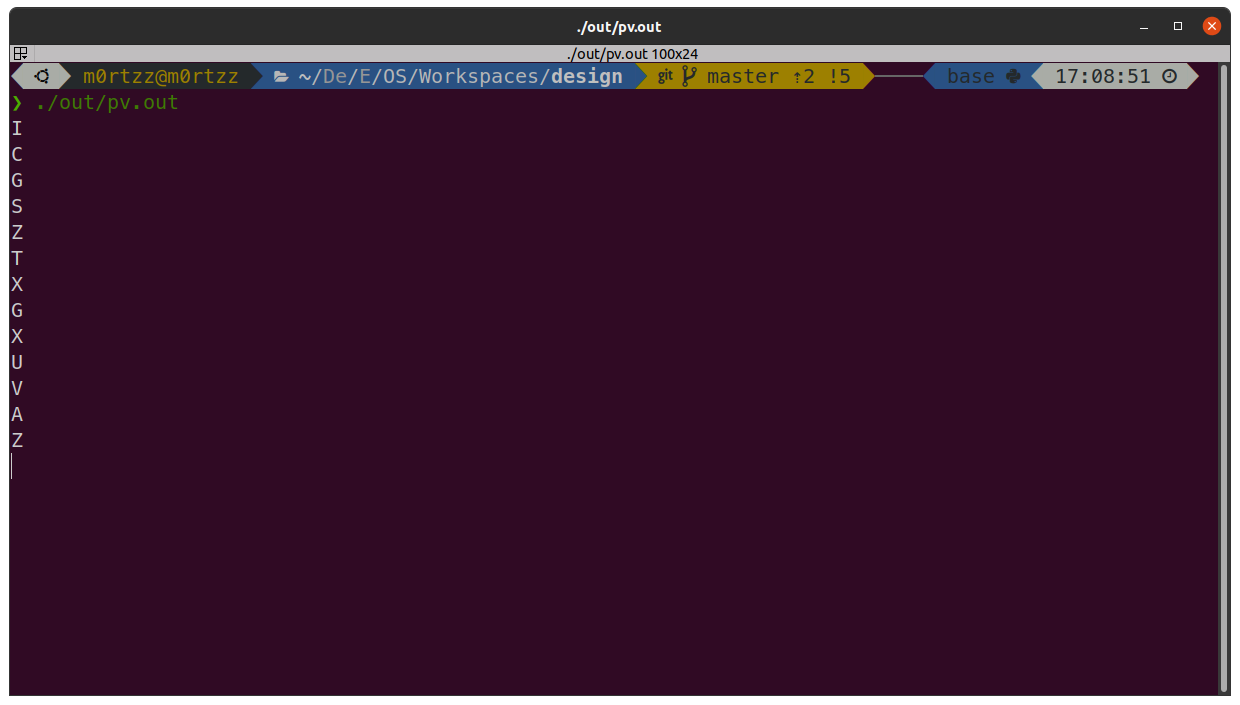 ./out/pv.out
./out/pv.out 100x24
m0rtzz@m0rtzz ~/De/E/OS/Workspaces/design git master ⇡2 !5 base 17:08:51
❯ ./out/pv.out
I
C
G
S
Z
T
X
G
X
U
V
A
Z